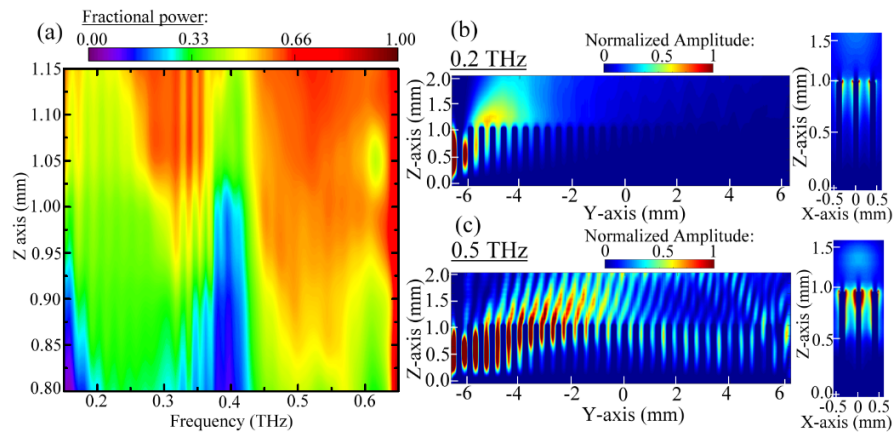 (a)
Fractional power:
0.00 0.33 0.66 1.00
1.15
1.10
1.05
1.00
0.95
0.90
0.85
0.80
Z axis (mm)
0.2 0.3 0.4 0.5 0.6
Frequency (THz)
(b)
0.2 THz
Normalized Amplitude:
0.5 1
2.0
1.5
1.0
0.5
0.0
Z-axis (mm)
-6 -4 -2 0 2 4 6
Y-axis (mm)
1.5
1.0
0.5
0.0
Z-axis (mm)
-0.5 0 0.5
X-axis (mm)
(c)
0.5 THz
Normalized Amplitude:
0 0.5 1
2.0
1.5
1.0
0.5
0.0
Z-axis (mm)
-6 -4 -2 0 2 4 6
Y-axis (mm)
1.5
1.0
0.5
0.0
Z-axis (mm)
-0.5 0 0.5
X-axis (mm)